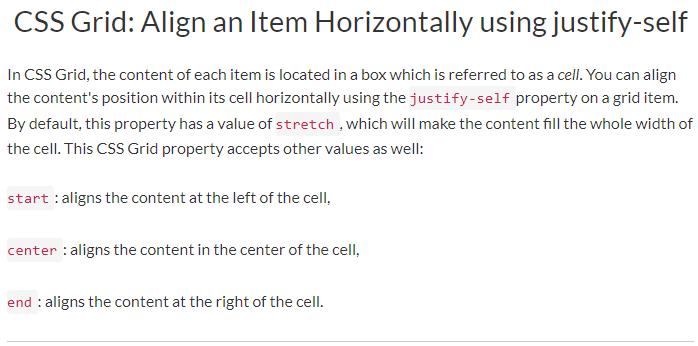 CSS Grid: Align an Item Horizontally using justify-self
In CSS Grid, the content of each item is located in a box which is referred to as a cell. You can align
the content's position within its cell horizontally using the justify-self property on a grid item.
By default, this property has a value of stretch , which will make the content fill the whole width of
the cell. This CSS Grid property accepts other values as well:
start : aligns the content at the left of the cell,
center : aligns the content in the center of the cell,
end : aligns the content at the right of the cell.